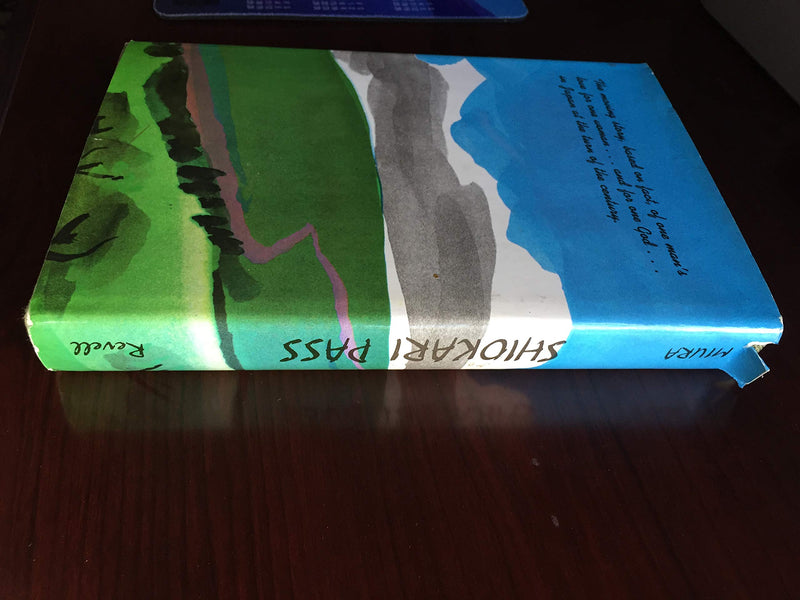 The moving story, based on fact, of one man's
love for one woman . . . and for one God . . .
in Japan at the turn of the century.
MIURA
SHIOKARI PASS
Revell